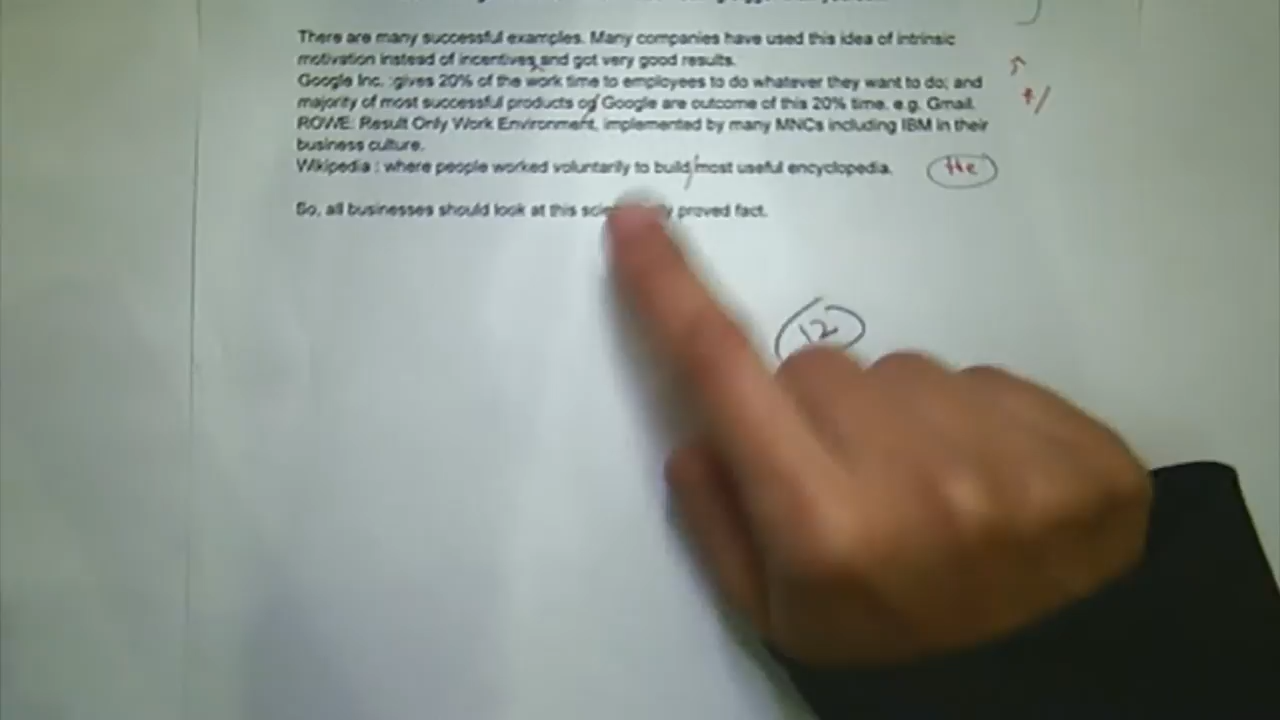 There are many successful examples. Many companies have used this idea of intrinsic
motivation instead of incentives and got very good results.
Google Inc. :gives 20% of the work time to employees to do whatever they want to do; and
majority of most successful products og Google are outcome of this 20% time. e.g. Gmail.
ROWE: Result Only Work Environment, implemented by many MNCs including IBM in their
business culture.
Wikipedia : where people worked voluntarily to build most useful encyclopedia.
the
So, all businesses should look at this proved fact.
12